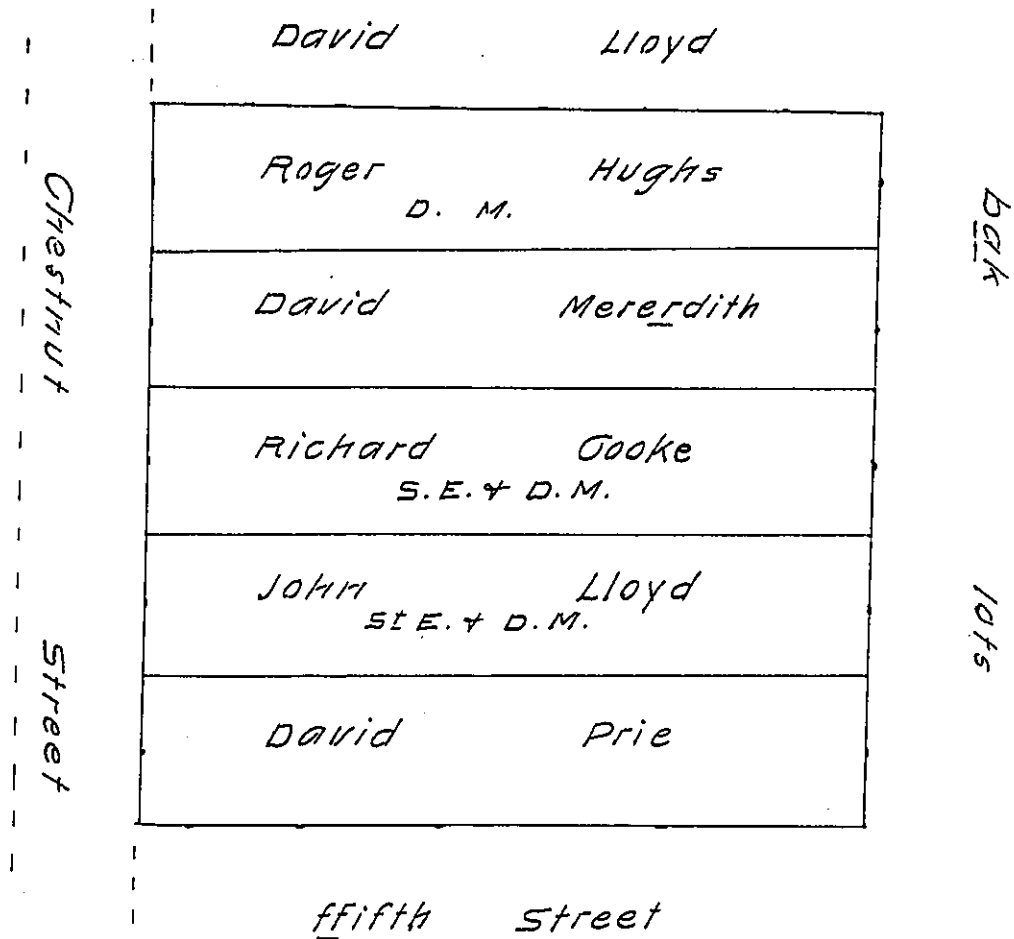 David Lloyd
Roger Hughs
D. M.
David Mererdith
Richard Cooke
S. E. & D. M.
John Lloyd
St E. & D. M.
David Prie
ffifth Street
Chestnut Street
bak lots